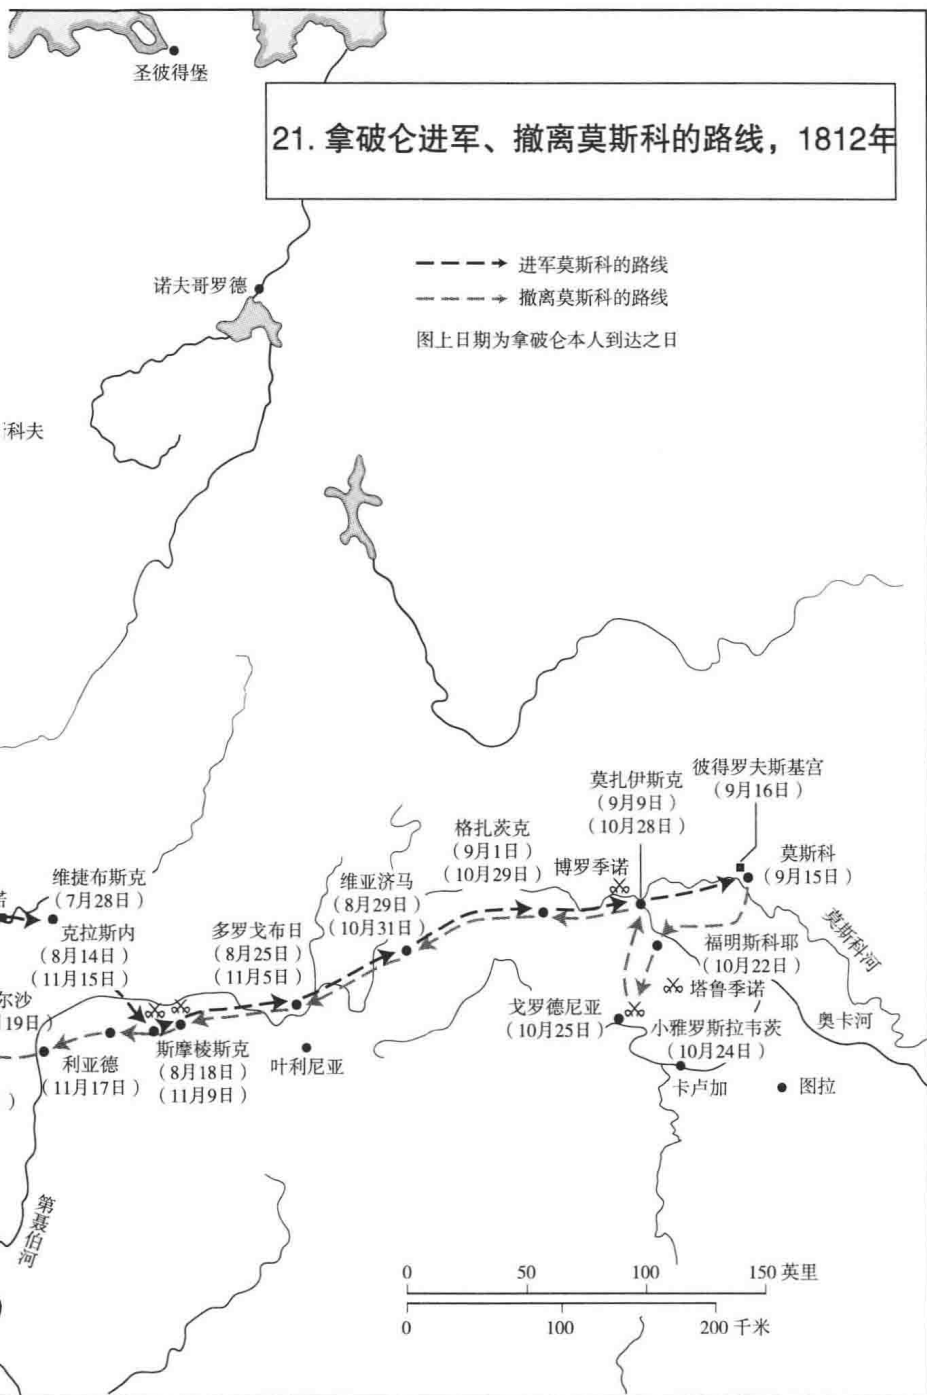 圣彼得堡
21. 拿破仑进军、撤离莫斯科的路线，1812年
诺夫哥罗德
进军莫斯科的路线
撤离莫斯科的路线
图上日期为拿破仑本人到达之日
科夫
彼得罗夫斯基宫
（9月16日）
莫扎伊斯克
（9月9日）
（10月28日）
格扎茨克
（9月1日）
（10月29日）
博罗季诺
莫斯科
（9月15日）
维捷布斯克
（7月28日）
维亚济马
（8月29日）
（10月31日）
克拉斯内
（8月14日）
（11月15日）
多罗戈布日
（8月25日）
（11月5日）
福明斯科耶
（10月22日）
莫斯科河
塔鲁季诺
尔沙
月19日）
戈罗德尼亚
（10月25日）
小雅罗斯拉韦茨
（10月24日）
奥卡河
利亚德
（11月17日）
斯摩棱斯克
（8月18日）
（11月9日）
叶利尼亚
卡卢加
图拉
）
第聂伯河
0 50 100 150 英里
0 100 200 千米